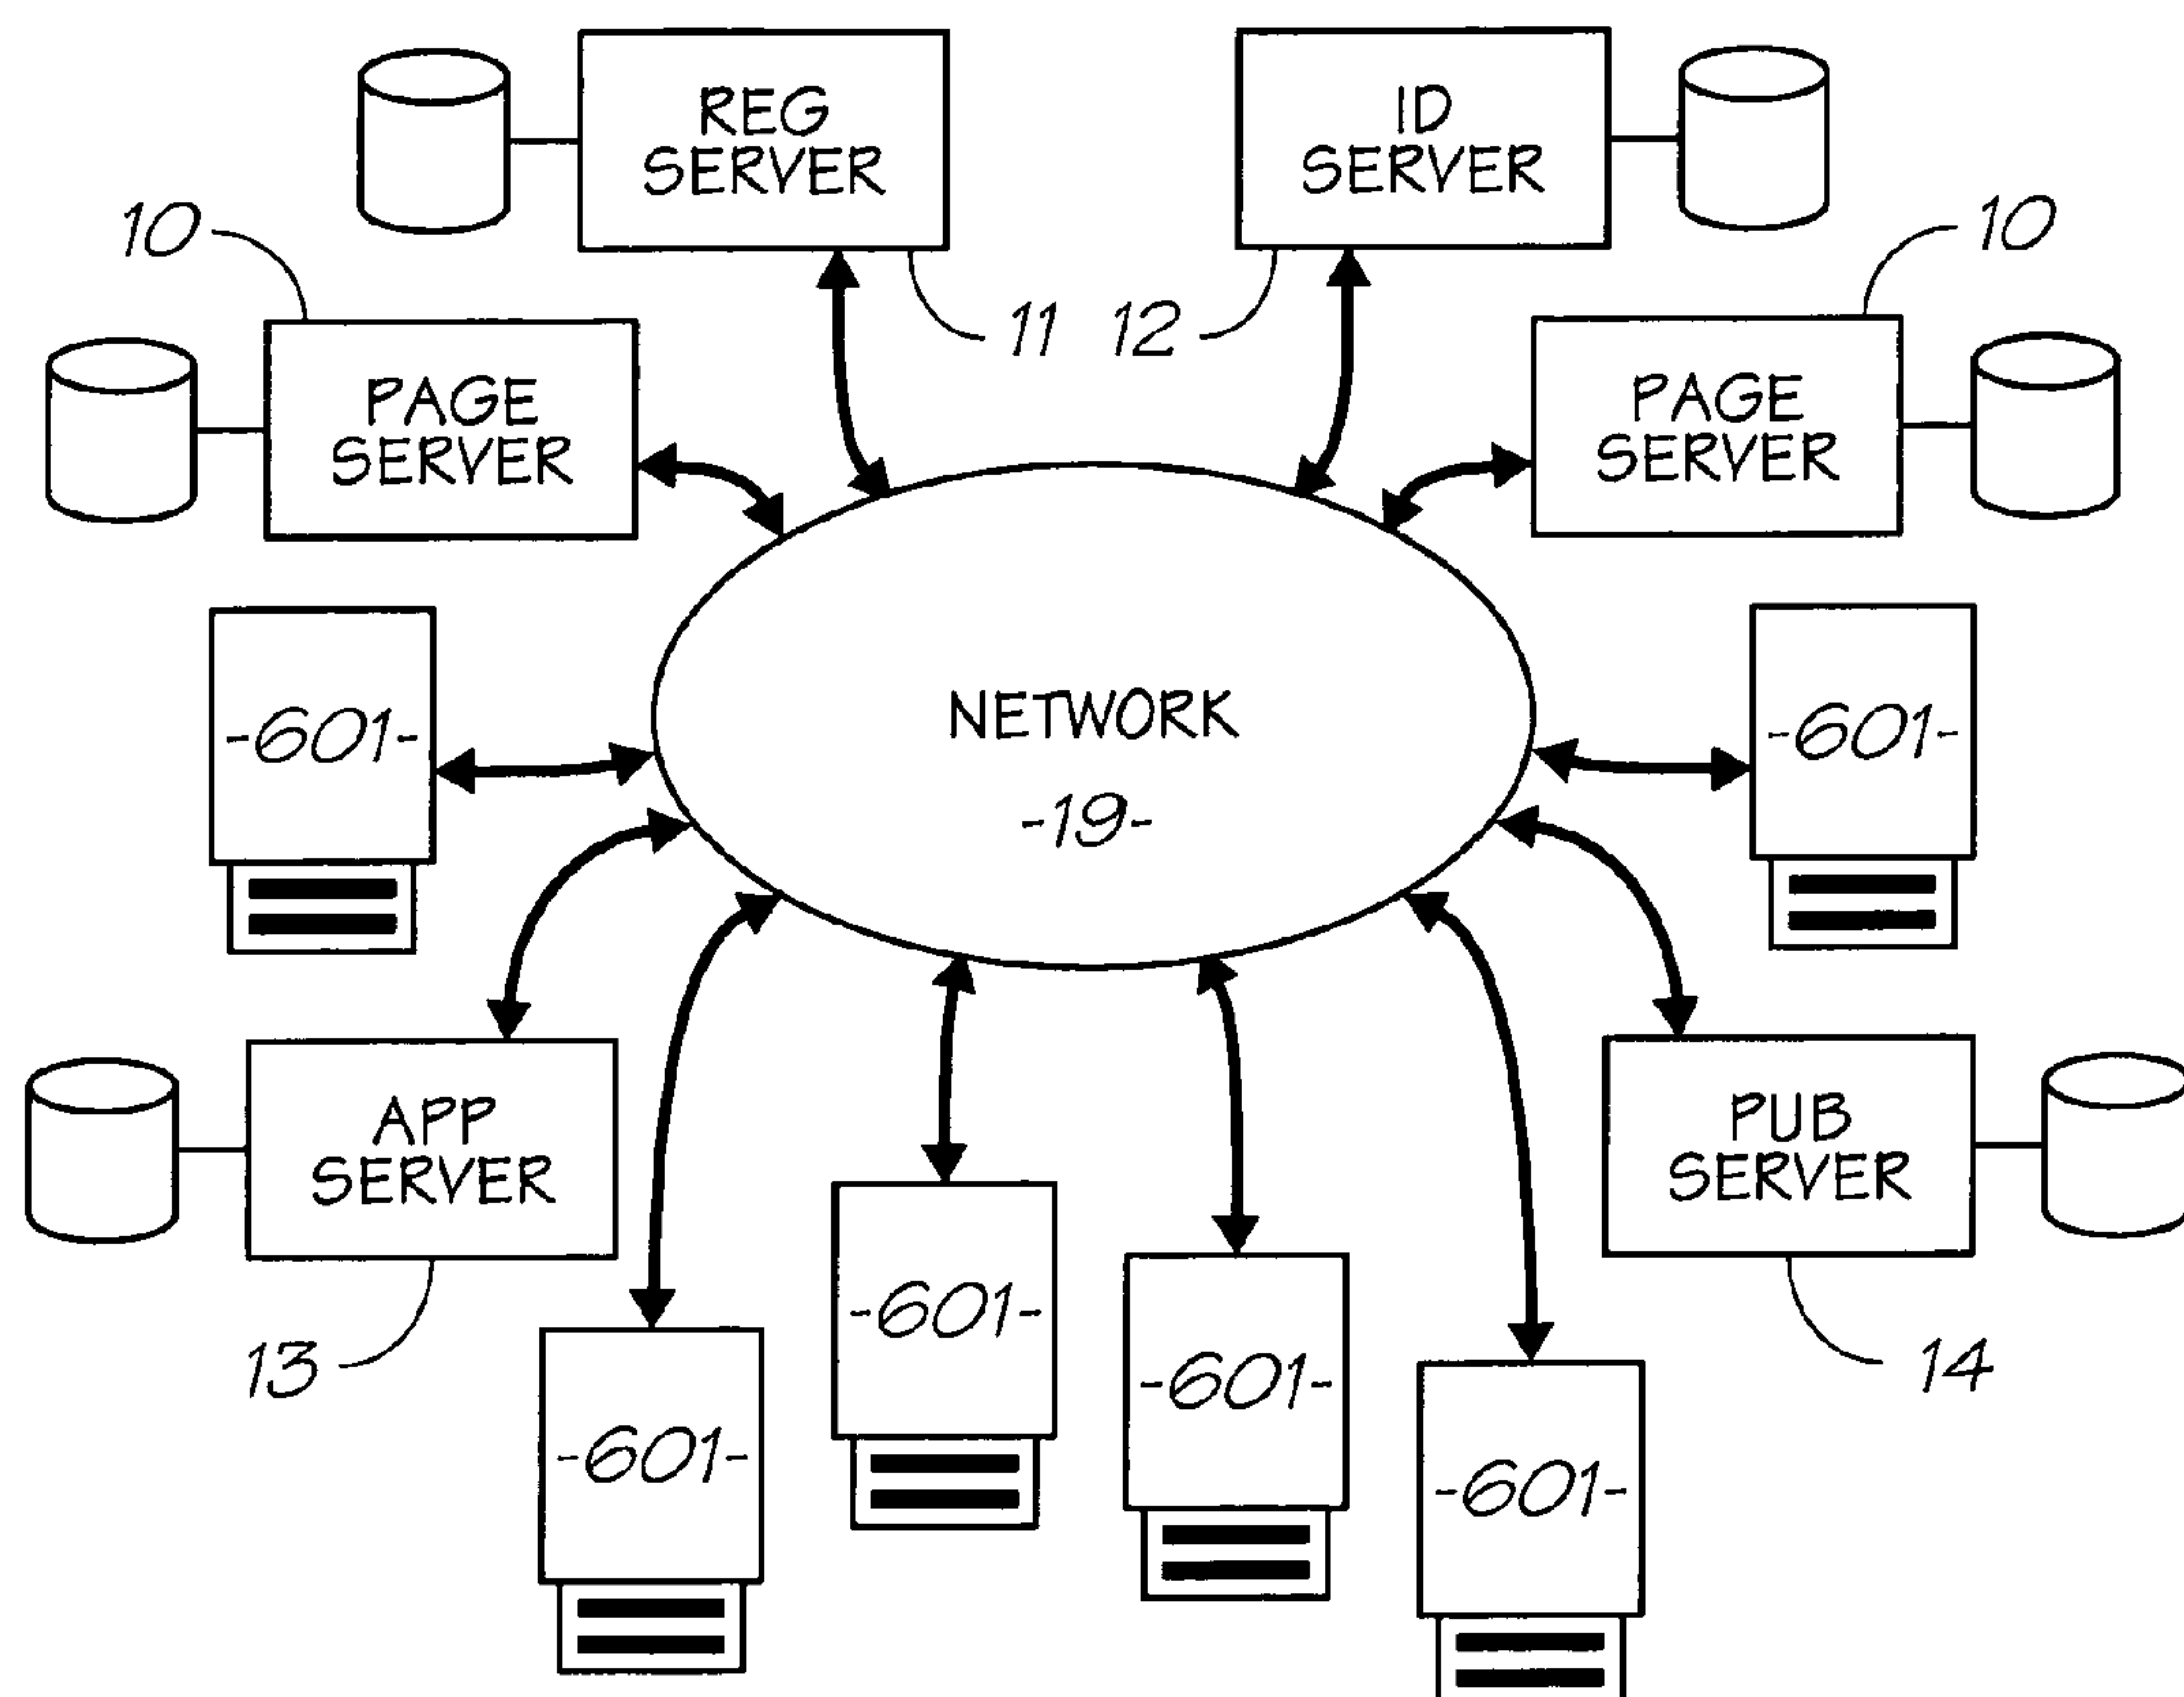 REG
SERVER
ID
SERVER
10
10
11
12
PAGE
SERVER
PAGE
SERVER
-601-
NETWORK
-19-
-601-
APP
SERVER
PUB
SERVER
-601-
-601-
13
14
-601-
-601-